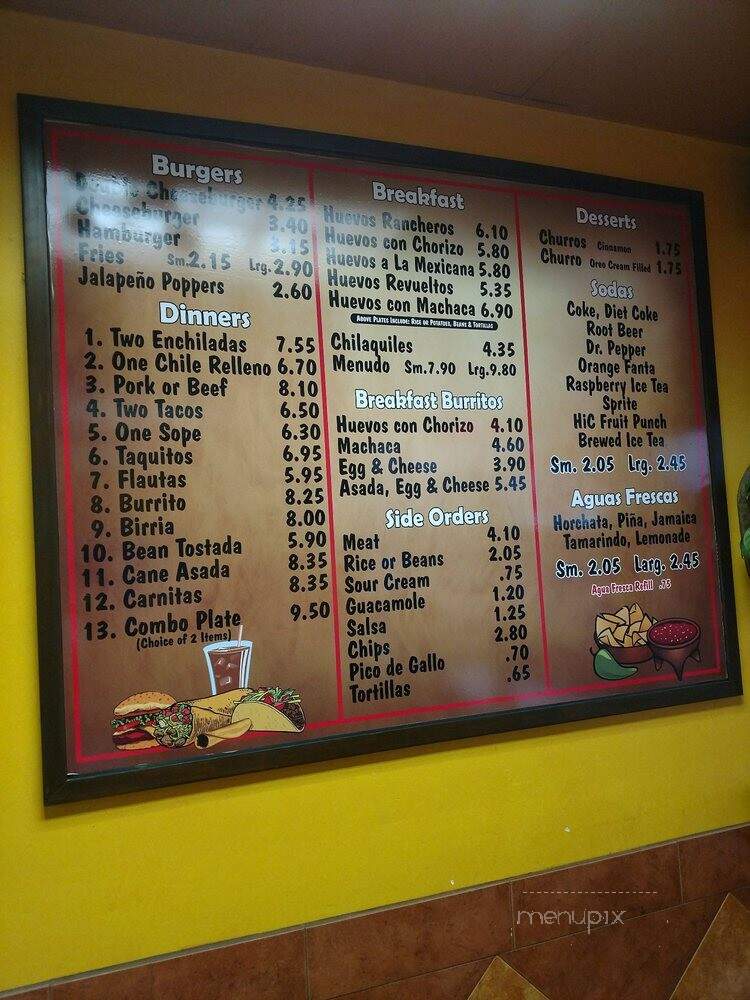 Burgers
Double Cheeseburger 4.25
Cheeseburger 3.40
Hamburger 3.15
Fries Sm.2.15 Lrg.2.90
Jalapeño Poppers 2.60
Dinners
1. Two Enchiladas 7.55
2. One Chile Relleno 6.70
3. Pork or Beef 8.10
4. Two Tacos 6.50
5. One Sope 6.30
6. Taquitos 6.95
7. Flautas 5.95
8. Burrito 8.25
9. Birria 8.00
10. Bean Tostada 5.90
11. Cane Asada 8.35
12. Carnitas 8.35
13. Combo Plate 9.50
(Choice of 2 Items)
Breakfast
Huevos Rancheros 6.10
Huevos con Chorizo 5.80
Huevos a La Mexicana 5.80
Huevos Revueltos 5.35
Huevos con Machaca 6.90
Above Plates Include: Rice or Potatoes, Beans & Tortillas
Chilaquiles 4.35
Menudo Sm.7.90 Lrg.9.80
Breakfast Burritos
Huevos con Chorizo 4.10
Machaca 4.60
Egg & Cheese 3.90
Asada, Egg & Cheese 5.45
Side Orders
Meat 4.10
Rice or Beans 2.05
Sour Cream .75
Guacamole 1.20
Salsa 1.25
Chips 2.80
Pico de Gallo .70
Tortillas .65
Desserts
Churros Cinnamon 1.75
Churro Oreo Cream Filled 1.75
Sodas
Coke, Diet Coke
Root Beer
Dr. Pepper
Orange Fanta
Raspberry Ice Tea
Sprite
HiC Fruit Punch
Brewed Ice Tea
Sm. 2.05 Lrg. 2.45
Aguas Frescas
Horchata, Piña, Jamaica
Tamarindo, Lemonade
Sm. 2.05 Larg. 2.45
Agua Fresca Refill .75
menupix